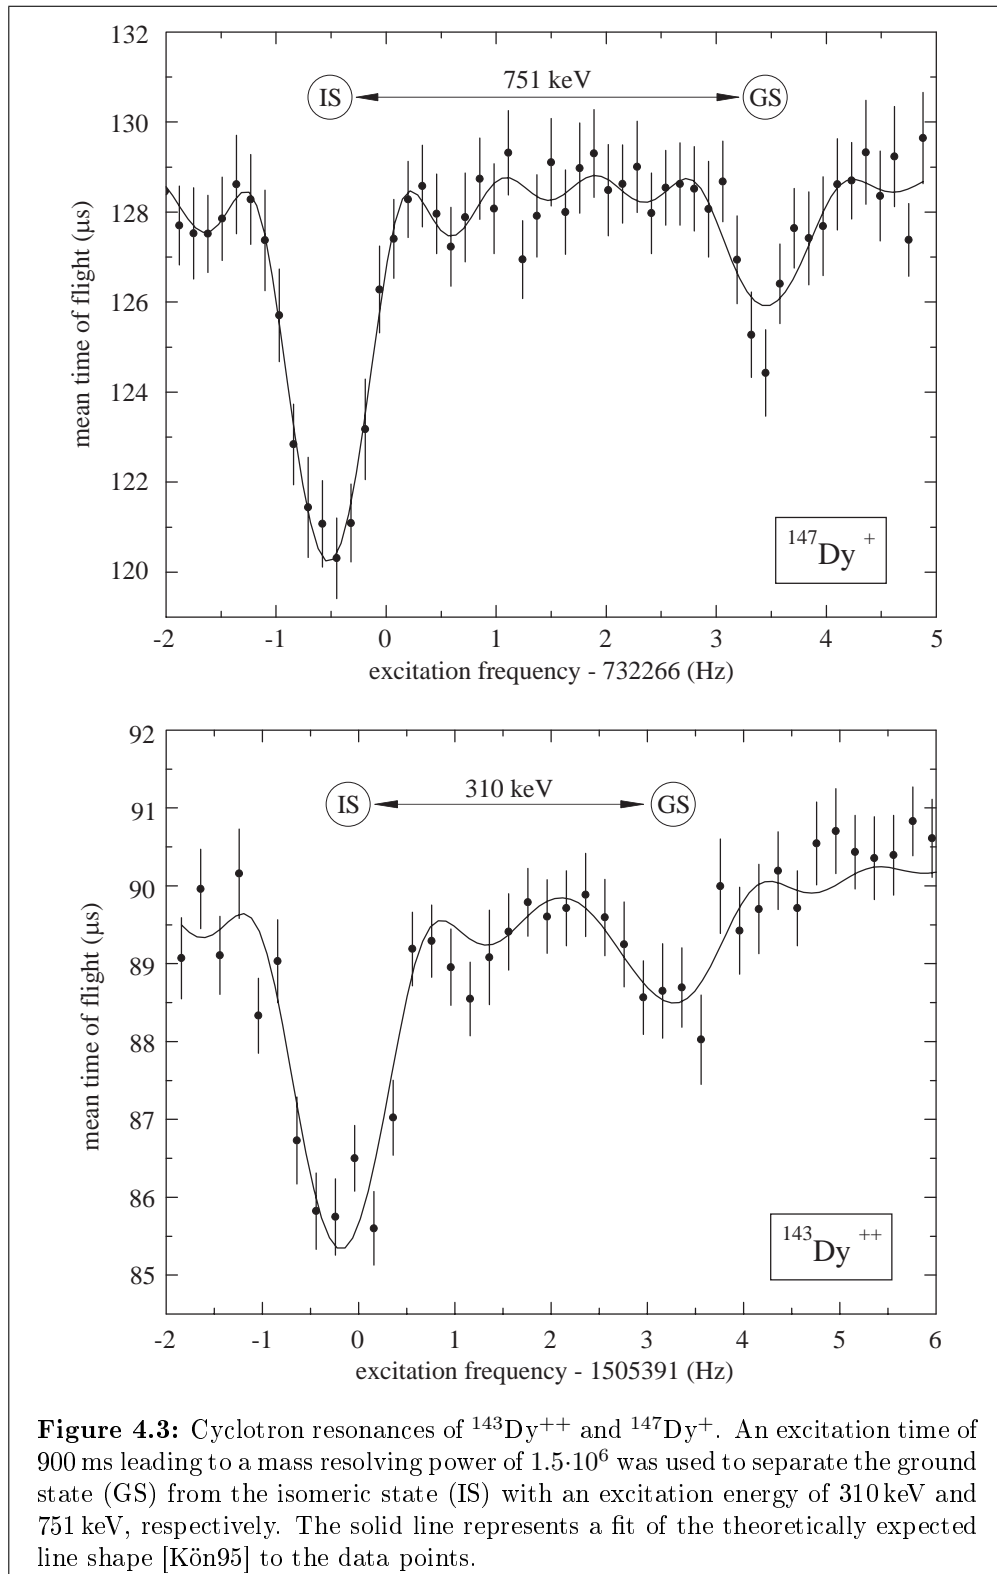 132
130
128
126
124
122
120
mean time of flight (µs)
IS
751 keV
GS
¹⁴⁷Dy⁺
-2 -1 0 1 2 3 4 5
excitation frequency - 732266 (Hz)
92
91
90
89
88
87
86
85
mean time of flight (µs)
IS
310 keV
GS
¹⁴³Dy⁺⁺
-2 -1 0 1 2 3 4 5 6
excitation frequency - 1505391 (Hz)
Figure 4.3: Cyclotron resonances of ¹⁴³Dy⁺⁺ and ¹⁴⁷Dy⁺. An excitation time of
900 ms leading to a mass resolving power of 1.5·10⁶ was used to separate the ground
state (GS) from the isomeric state (IS) with an excitation energy of 310 keV and
751 keV, respectively. The solid line represents a fit of the theoretically expected
line shape [Kön95] to the data points.